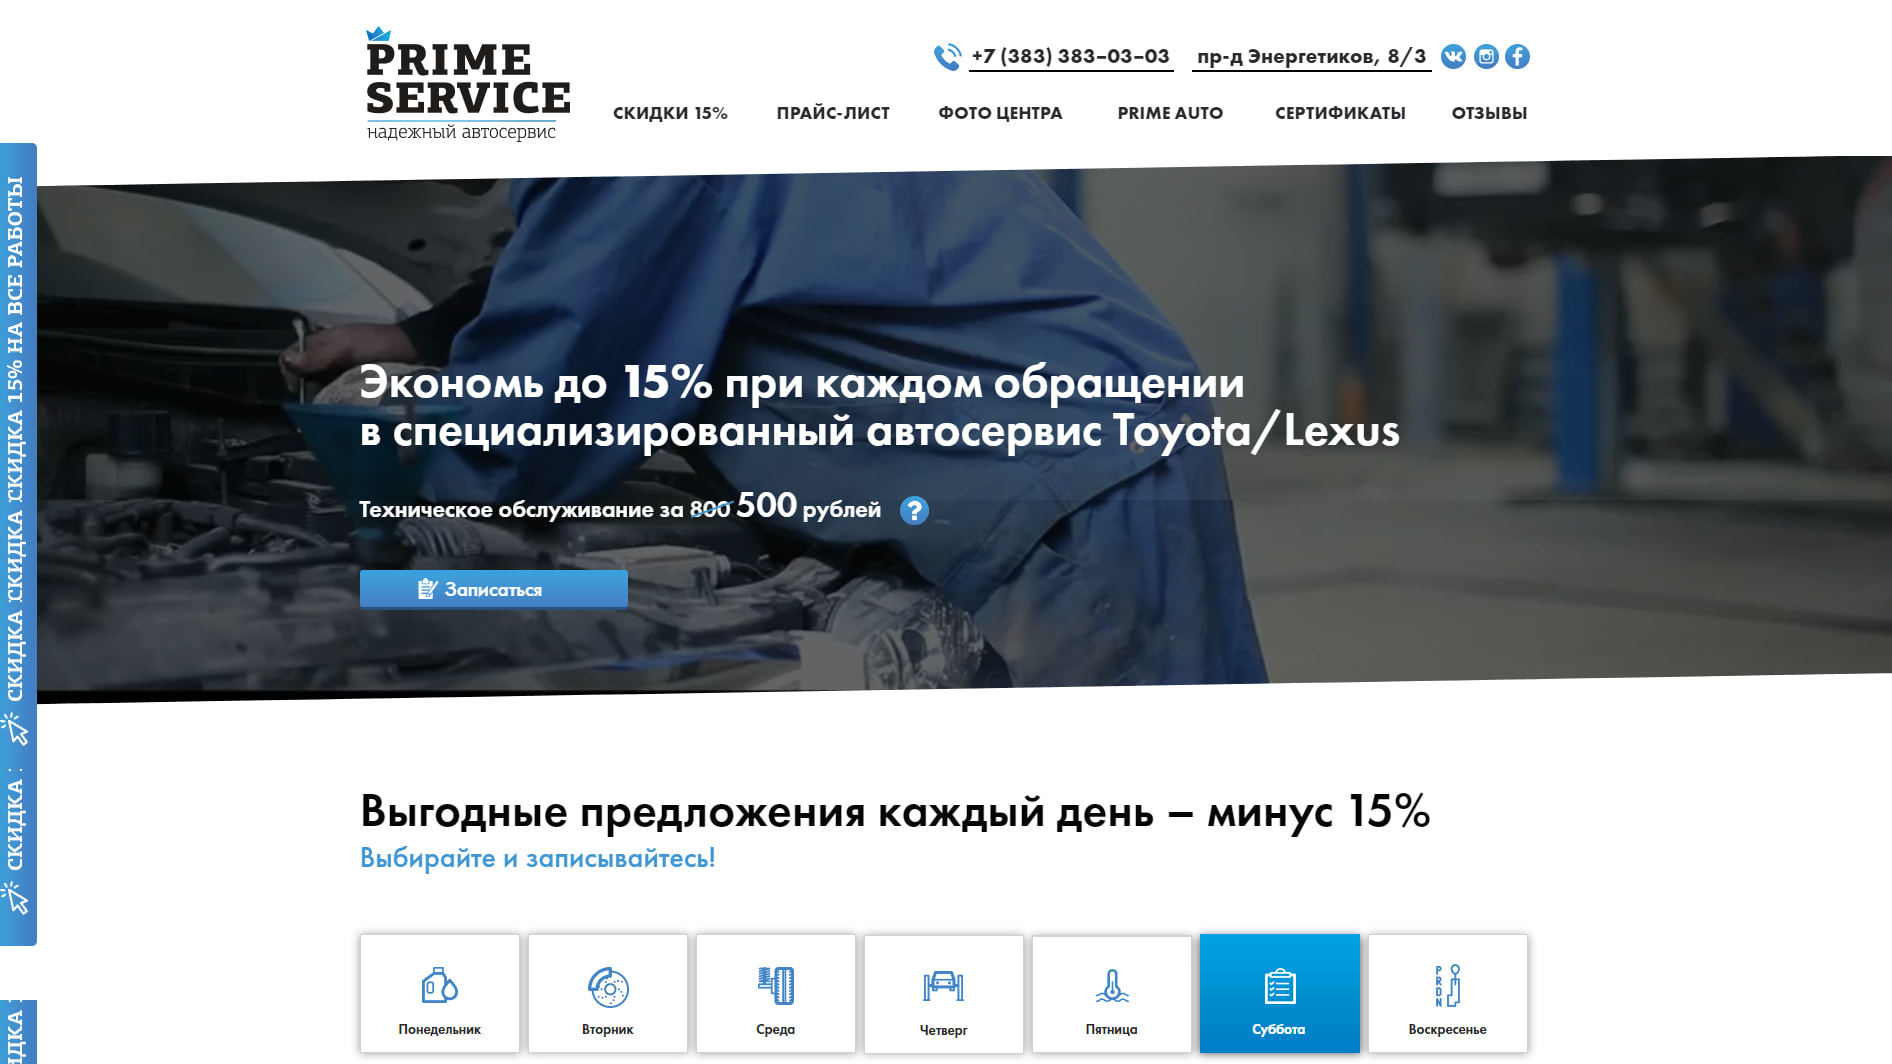 PRIME
SERVICE
надежный автосервис
+7 (383) 383-03-03
пр-д Энергетиков, 8/3
СКИДКИ 15%
ПРАЙС-ЛИСТ
ФОТО ЦЕНТРА
PRIME AUTO
СЕРТИФИКАТЫ
ОТЗЫВЫ
СКИДКА СКИДКА СКИДКА 15% НА ВСЕ РАБОТЫ
СКИДКА
Экономь до 15% при каждом обращении
в специализированный автосервис Toyota/Lexus
Техническое обслуживание за 800 500 рублей ?
Записаться
Выгодные предложения каждый день – минус 15%
Выбирайте и записывайтесь!
Понедельник
Вторник
Среда
Четверг
Пятница
Суббота
P
R
D
N
Воскресенье